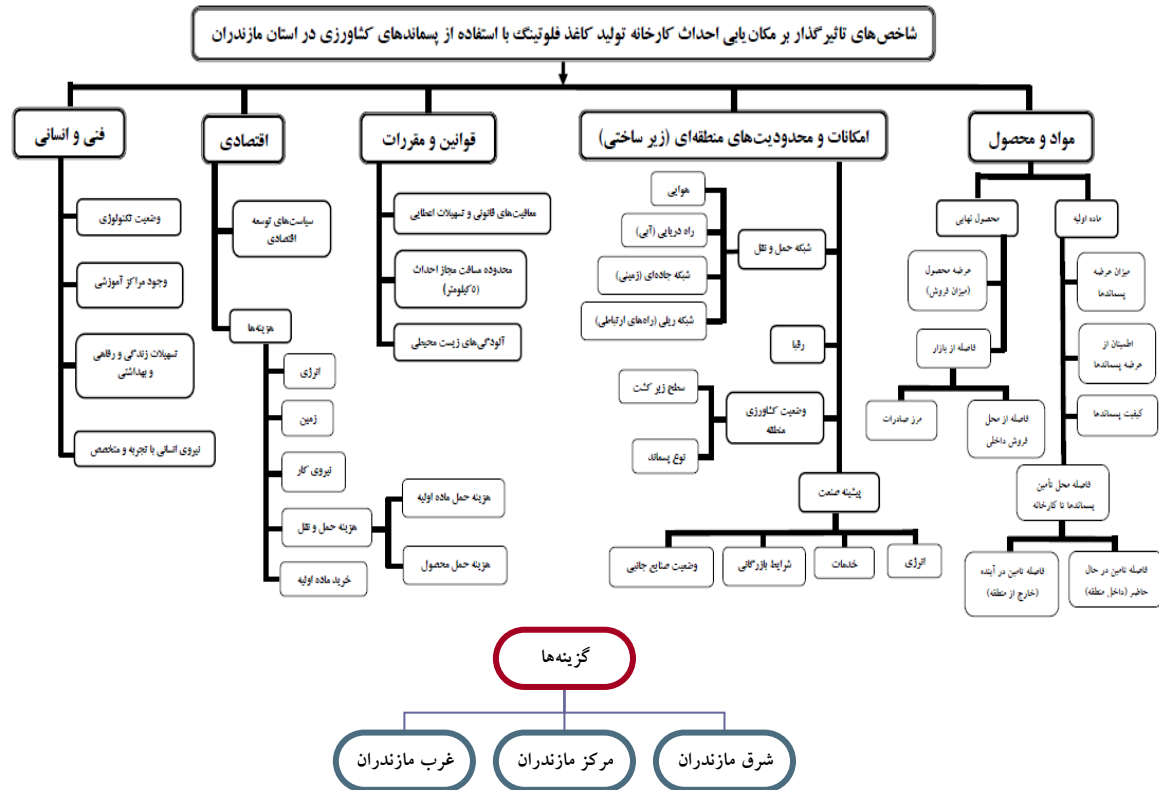 شاخص‌های تاثیرگذار بر مکان‌یابی احداث کارخانه تولید کاغذ فلوتینگ با استفاده از پسماندهای کشاورزی در استان مازندران
مواد و محصول
امکانات و محدودیت‌های منطقه‌ای (زیر ساختی)
قوانین و مقررات
اقتصادی
فنی و انسانی
ماده اولیه
میزان عرضه
پسماندها
اطمینان از
عرضه پسماندها
کیفیت پسماندها
فاصله محل تأمین
پسماندها تا کارخانه
فاصله تامین در حال
حاضر (داخل منطقه)
فاصله تامین در آینده
(خارج از منطقه)
محصول نهایی
عرضه محصول
(میزان فروش)
فاصله از بازار
فاصله از محل
فروش داخلی
مرز صادرات
شبکه حمل و نقل
هوایی
راه دریایی (آبی)
شبکه جاده‌ای (زمینی)
شبکه ریلی (راه‌های ارتباطی)
رقبا
وضعیت کشاورزی
منطقه
سطح زیر کشت
نوع پسماند
پیشینه صنعت
انرژی
خدمات
شرایط بازرگانی
وضعیت صنایع جانبی
معافیت‌های قانونی و تسهیلات اعطایی
محدوده مسافت مجاز احداث
(۵کیلومتر)
آلودگی‌های زیست محیطی
سیاست‌های توسعه
اقتصادی
هزینه‌ها
انرژی
زمین
نیروی کار
هزینه حمل و نقل
هزینه حمل ماده اولیه
هزینه حمل محصول
خرید ماده اولیه
وضعیت تکنولوژی
وجود مراکز آموزشی
تسهیلات زندگی و رفاهی
و بهداشتی
نیروی انسانی با تجربه و متخصص
گزینه‌ها
شرق مازندران
مرکز مازندران
غرب مازندران